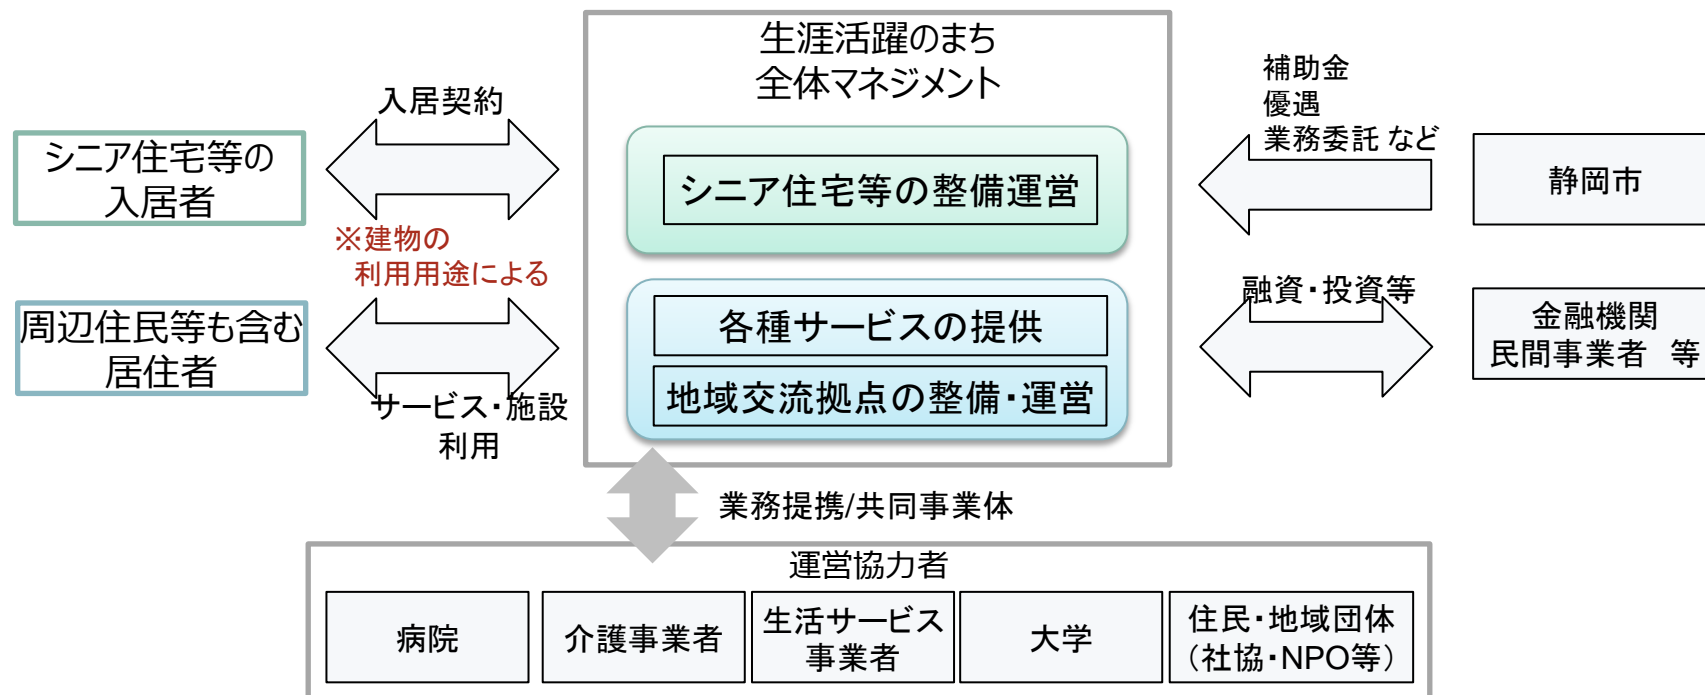 生涯活躍のまち
全体マネジメント
入居契約
シニア住宅等の
入居者
※建物の
利用用途による
周辺住民等も含む
居住者
サービス・施設
利用
シニア住宅等の整備運営
各種サービスの提供
地域交流拠点の整備・運営
補助金
優遇
業務委託 など
静岡市
融資・投資等
金融機関
民間事業者　等
業務提携/共同事業体
運営協力者
病院
介護事業者
生活サービス
事業者
大学
住民・地域団体
（社協・NPO等）